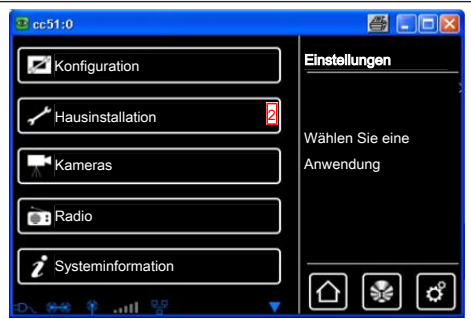 cc51:0
Konfiguration
Hausinstallation
2
Kameras
Radio
Systeminformation
Einstellungen
Wählen Sie eine
Anwendung